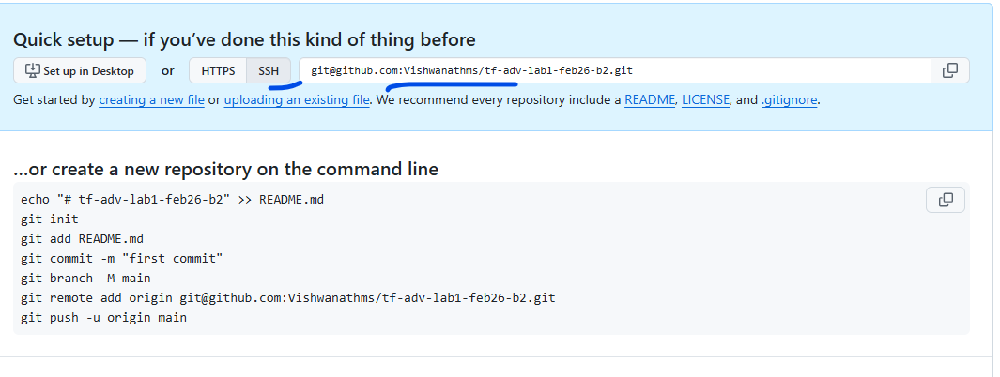 Quick setup — if you’ve done this kind of thing before
Set up in Desktop or HTTPS SSH git@github.com:Vishwanathms/tf-adv-lab1-feb26-b2.git
Get started by creating a new file or uploading an existing file. We recommend every repository include a README, LICENSE, and .gitignore.
…or create a new repository on the command line
echo "# tf-adv-lab1-feb26-b2" >> README.md
git init
git add README.md
git commit -m "first commit"
git branch -M main
git remote add origin git@github.com:Vishwanathms/tf-adv-lab1-feb26-b2.git
git push -u origin main